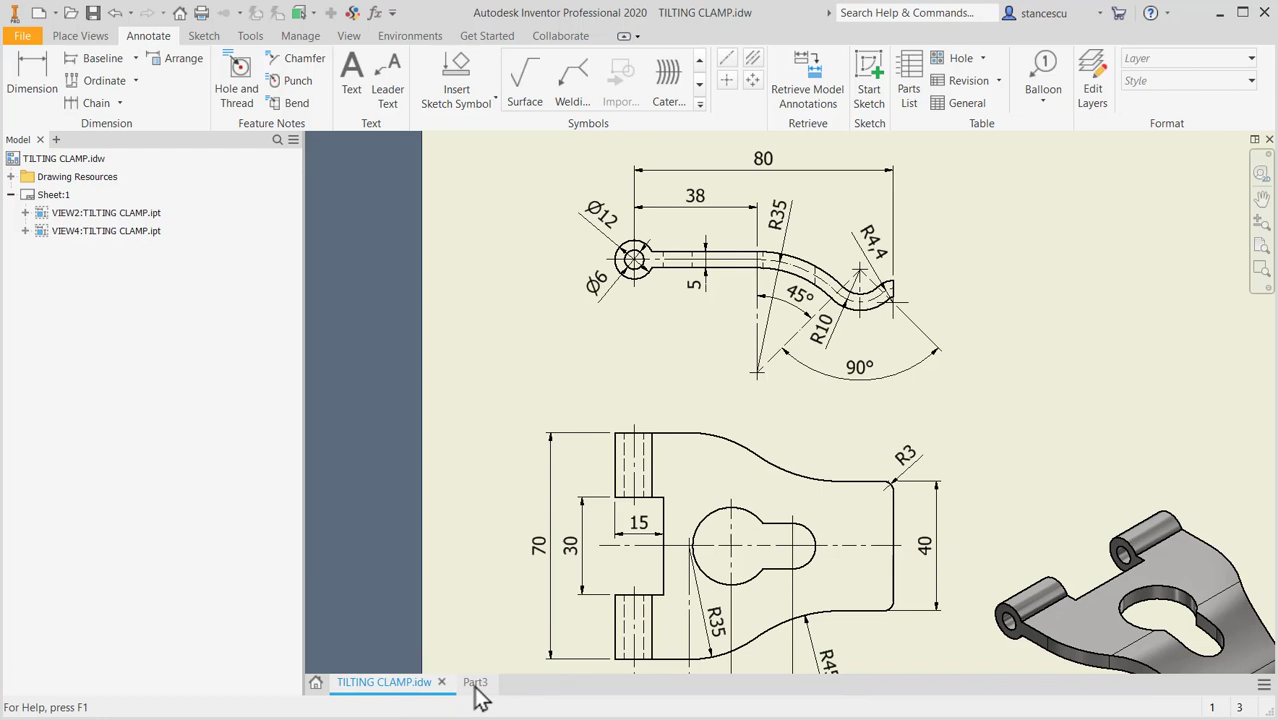 PRO
Autodesk Inventor Professional 2020 TILTING CLAMP.idw
Search Help & Commands...
stancescu
fx
File Place Views Annotate Sketch Tools Manage View Environments Get Started Collaborate
Dimension
Baseline
Ordinate
Chain
Arrange
Dimension
Hole and
Thread
Chamfer
Punch
Bend
Feature Notes
Text
Leader
Text
Text
Insert
Sketch Symbol
Surface
Weldi...
Impor...
Cater...
Symbols
Retrieve Model
Annotations
Retrieve
Start
Sketch
Sketch
Parts
List
Hole
Revision
General
Table
Balloon
Edit
Layers
Layer
Style
Format
Model
TILTING CLAMP.idw
Drawing Resources
Sheet:1
VIEW2:TILTING CLAMP.ipt
VIEW4:TILTING CLAMP.ipt
80
38
Ø12
Ø6
5
R35
R4,4
45°
R10
90°
70
30
15
R35
R3
40
R45
TILTING CLAMP.idw
Part3
For Help, press F1
1 3